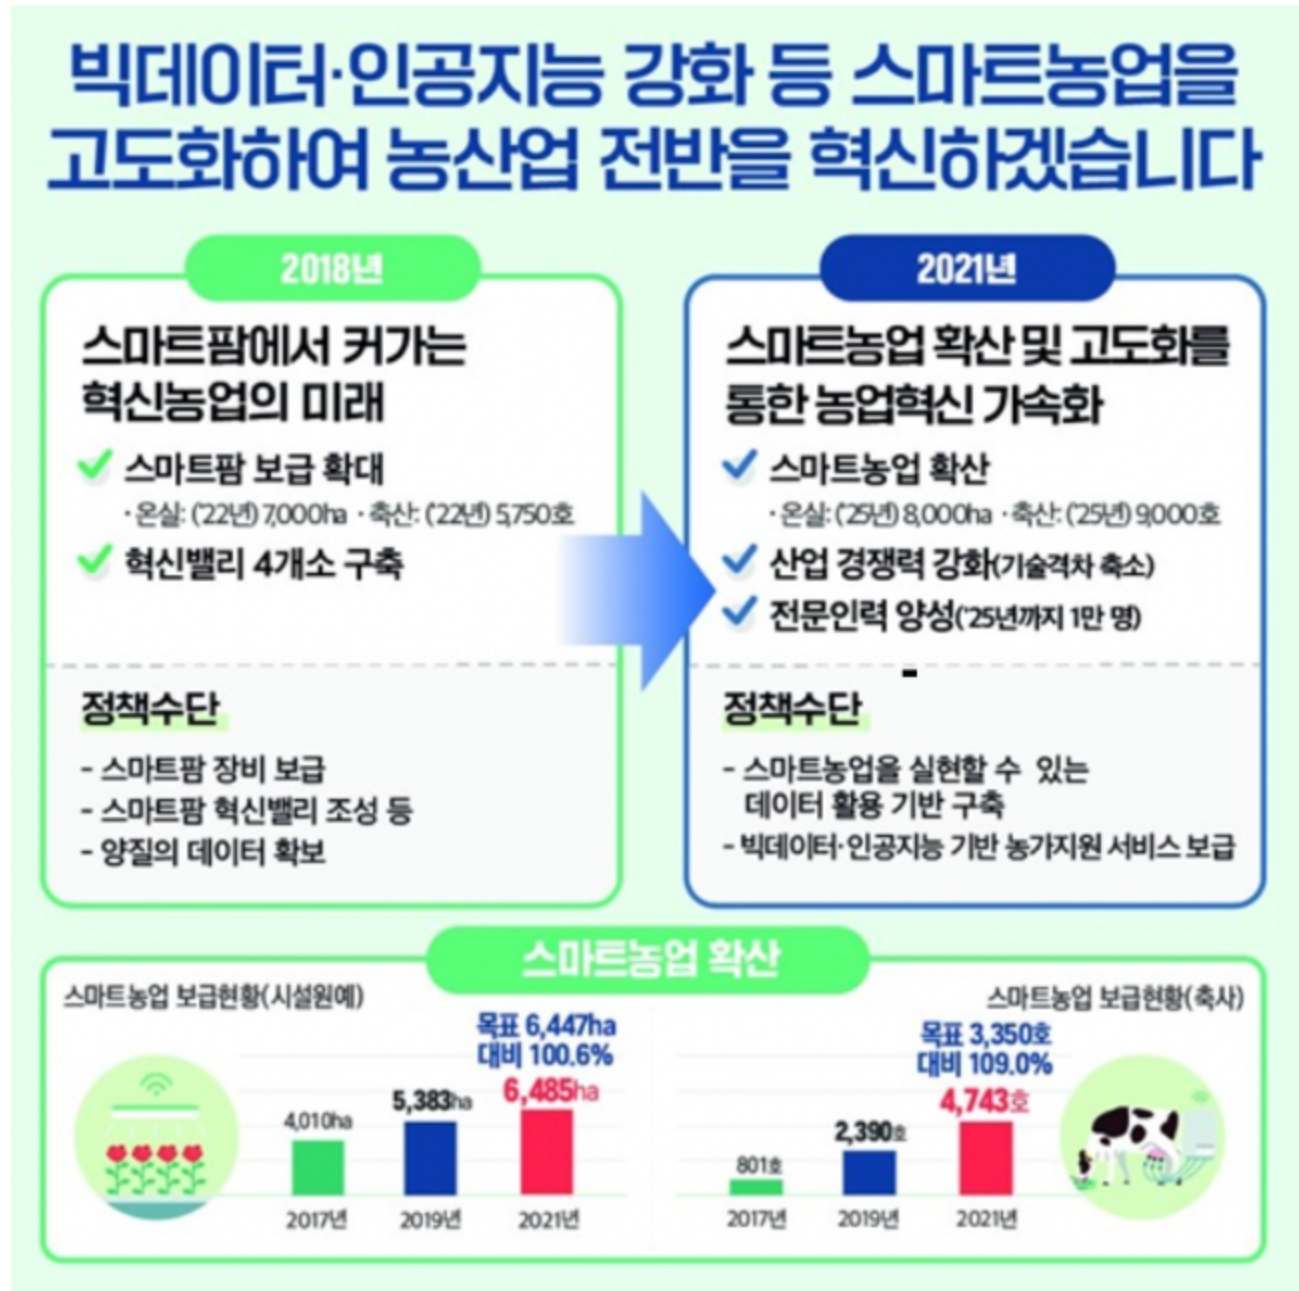 빅데이터·인공지능 강화 등 스마트농업을
고도화하여 농산업 전반을 혁신하겠습니다
2018년
스마트팜에서 커가는
혁신농업의 미래
스마트팜 보급 확대
· 온실: ('22년) 7,000ha · 축산: ('22년) 5,750호
혁신밸리 4개소 구축
정책수단
- 스마트팜 장비 보급
- 스마트팜 혁신밸리 조성 등
- 양질의 데이터 확보
2021년
스마트농업 확산 및 고도화를
통한 농업혁신 가속화
스마트농업 확산
· 온실: ('25년) 8,000ha · 축산: ('25년) 9,000호
산업 경쟁력 강화(기술격차 축소)
전문인력 양성('25년까지 1만 명)
정책수단
- 스마트농업을 실현할 수 있는
데이터 활용 기반 구축
- 빅데이터·인공지능 기반 농가지원 서비스 보급
스마트농업 확산
스마트농업 보급현황(시설원예)
목표 6,447ha
대비 100.6%
6,485ha
5,383ha
4,010ha
2017년 2019년 2021년
스마트농업 보급현황(축사)
목표 3,350호
대비 109.0%
4,743호
2,390호
801호
2017년 2019년 2021년